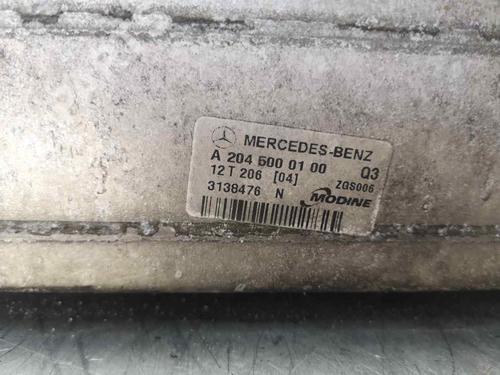 MERCEDES-BENZ
A 204 500 01 00 Q3
12 T 206 [04] ZGS006
3138476 N MODINE